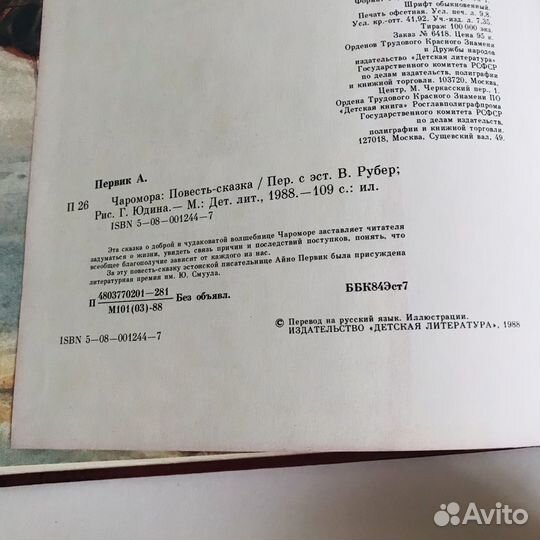 Шрифт обыкновенный.
Печать офсетная. Усл. печ. л. 9,8.
Усл. кр.-отт. 41,92. Уч.-изд. л. 7,35.
Тираж 100 000 экз.
Заказ № 6418. Цена 95 к.
Орденов Трудового Красного Знамени
и Дружбы народов
издательство «Детская литература»
Государственного комитета РСФСР
по делам издательств, полиграфии
и книжной торговли. 103720, Москва,
Центр, М. Черкасский пер., 1.
Ордена Трудового Красного Знамени ПО
«Детская книга» Росглавполиграфпрома
Государственного комитета РСФСР
по делам издательств,
полиграфии и книжной торговли.
127018, Москва, Сущевский вал, 49.
Первик А.
П 26 Чаромора: Повесть-сказка / Пер. с эст. В. Рубер;
Рис. Г. Юдина.— М.: Дет. лит., 1988.—109 с.: ил.
ISBN 5—08—001244—7
Эта сказка о доброй и чудаковатой волшебнице Чароморе заставляет читателя
задуматься о жизни, увидеть связь причин и последствий поступков, понять, что
всеобщее благополучие зависит от каждого из нас.
За эту повесть-сказку эстонской писательнице Айно Первик была присуждена
литературная премия им. Ю. Смуула.
П 4803770201—281 Без объявл.
М101(03)-88
ББК84Эст7
ISBN 5—08—001244—7
© Перевод на русский язык. Иллюстрации.
ИЗДАТЕЛЬСТВО «ДЕТСКАЯ ЛИТЕРАТУРА», 1988
Avito